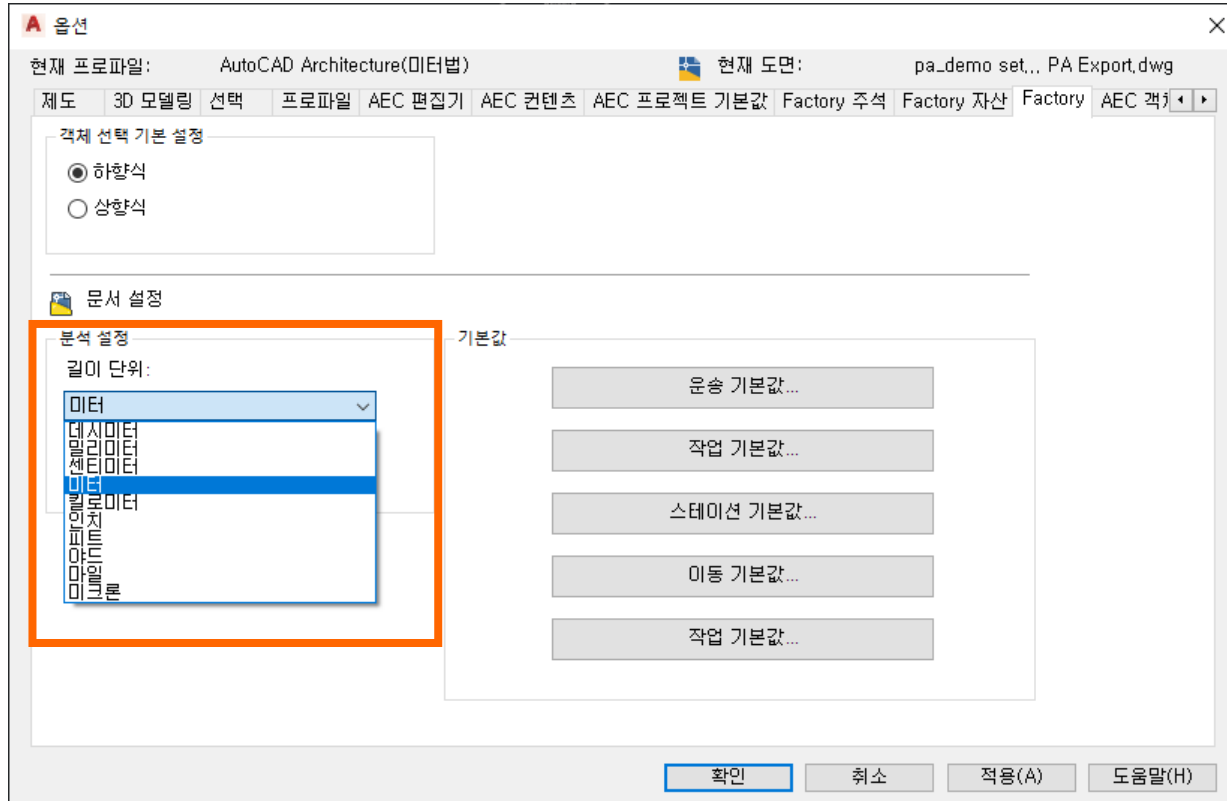 옵션
현재 프로파일: AutoCAD Architecture(미터법) 현재 도면: pa_demo set,,, PA Export,dwg
제도 3D 모델링 선택 프로파일 AEC 편집기 AEC 컨텐츠 AEC 프로젝트 기본값 Factory 주석 Factory 자산 Factory AEC 객체
객체 선택 기본 설정
하향식
상향식
문서 설정
분석 설정
길이 단위:
미터
데시미터
밀리미터
센티미터
미터
킬로미터
인치
피트
야드
마일
미크론
기본값
운송 기본값...
작업 기본값...
스테이션 기본값...
이동 기본값...
작업 기본값...
확인 취소 적용(A) 도움말(H)